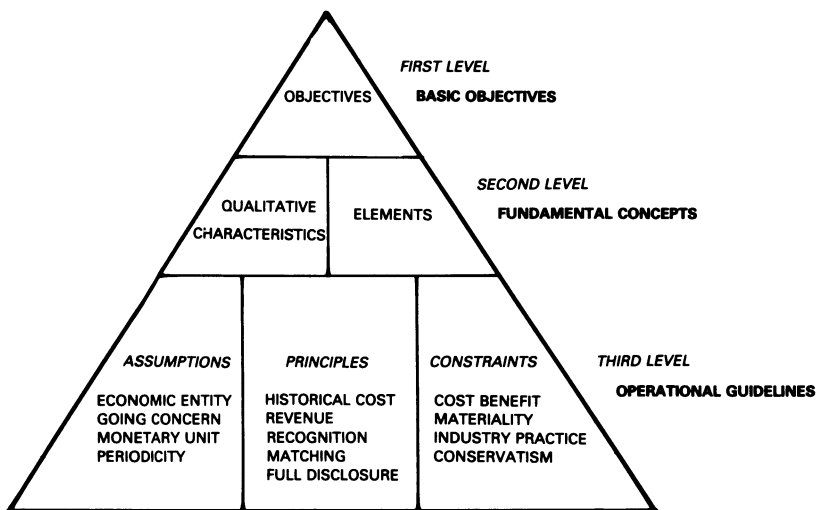 FIRST LEVEL
OBJECTIVES
BASIC OBJECTIVES
SECOND LEVEL
QUALITATIVE
CHARACTERISTICS
ELEMENTS
FUNDAMENTAL CONCEPTS
THIRD LEVEL
OPERATIONAL GUIDELINES
ASSUMPTIONS
ECONOMIC ENTITY
GOING CONCERN
MONETARY UNIT
PERIODICITY
PRINCIPLES
HISTORICAL COST
REVENUE
RECOGNITION
MATCHING
FULL DISCLOSURE
CONSTRAINTS
COST BENEFIT
MATERIALITY
INDUSTRY PRACTICE
CONSERVATISM